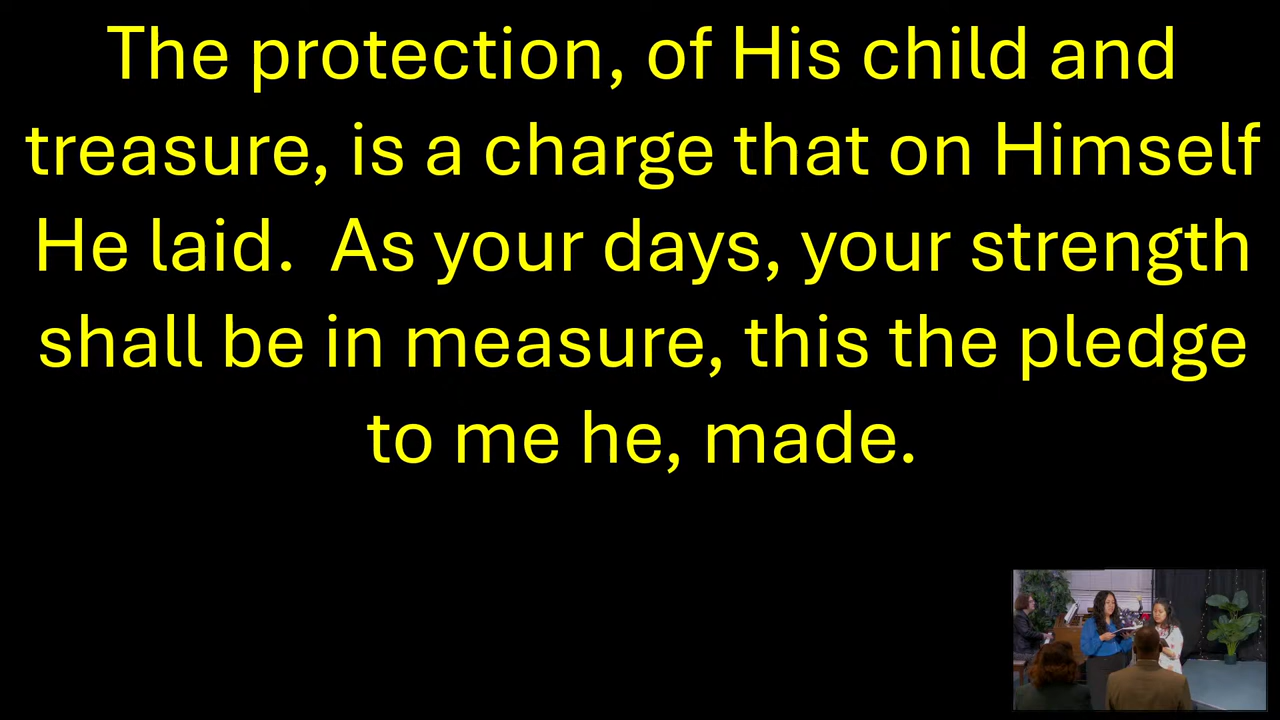 The protection, of His child and
treasure, is a charge that on Himself
He laid.  As your days, your strength
shall be in measure, this the pledge
to me he, made.